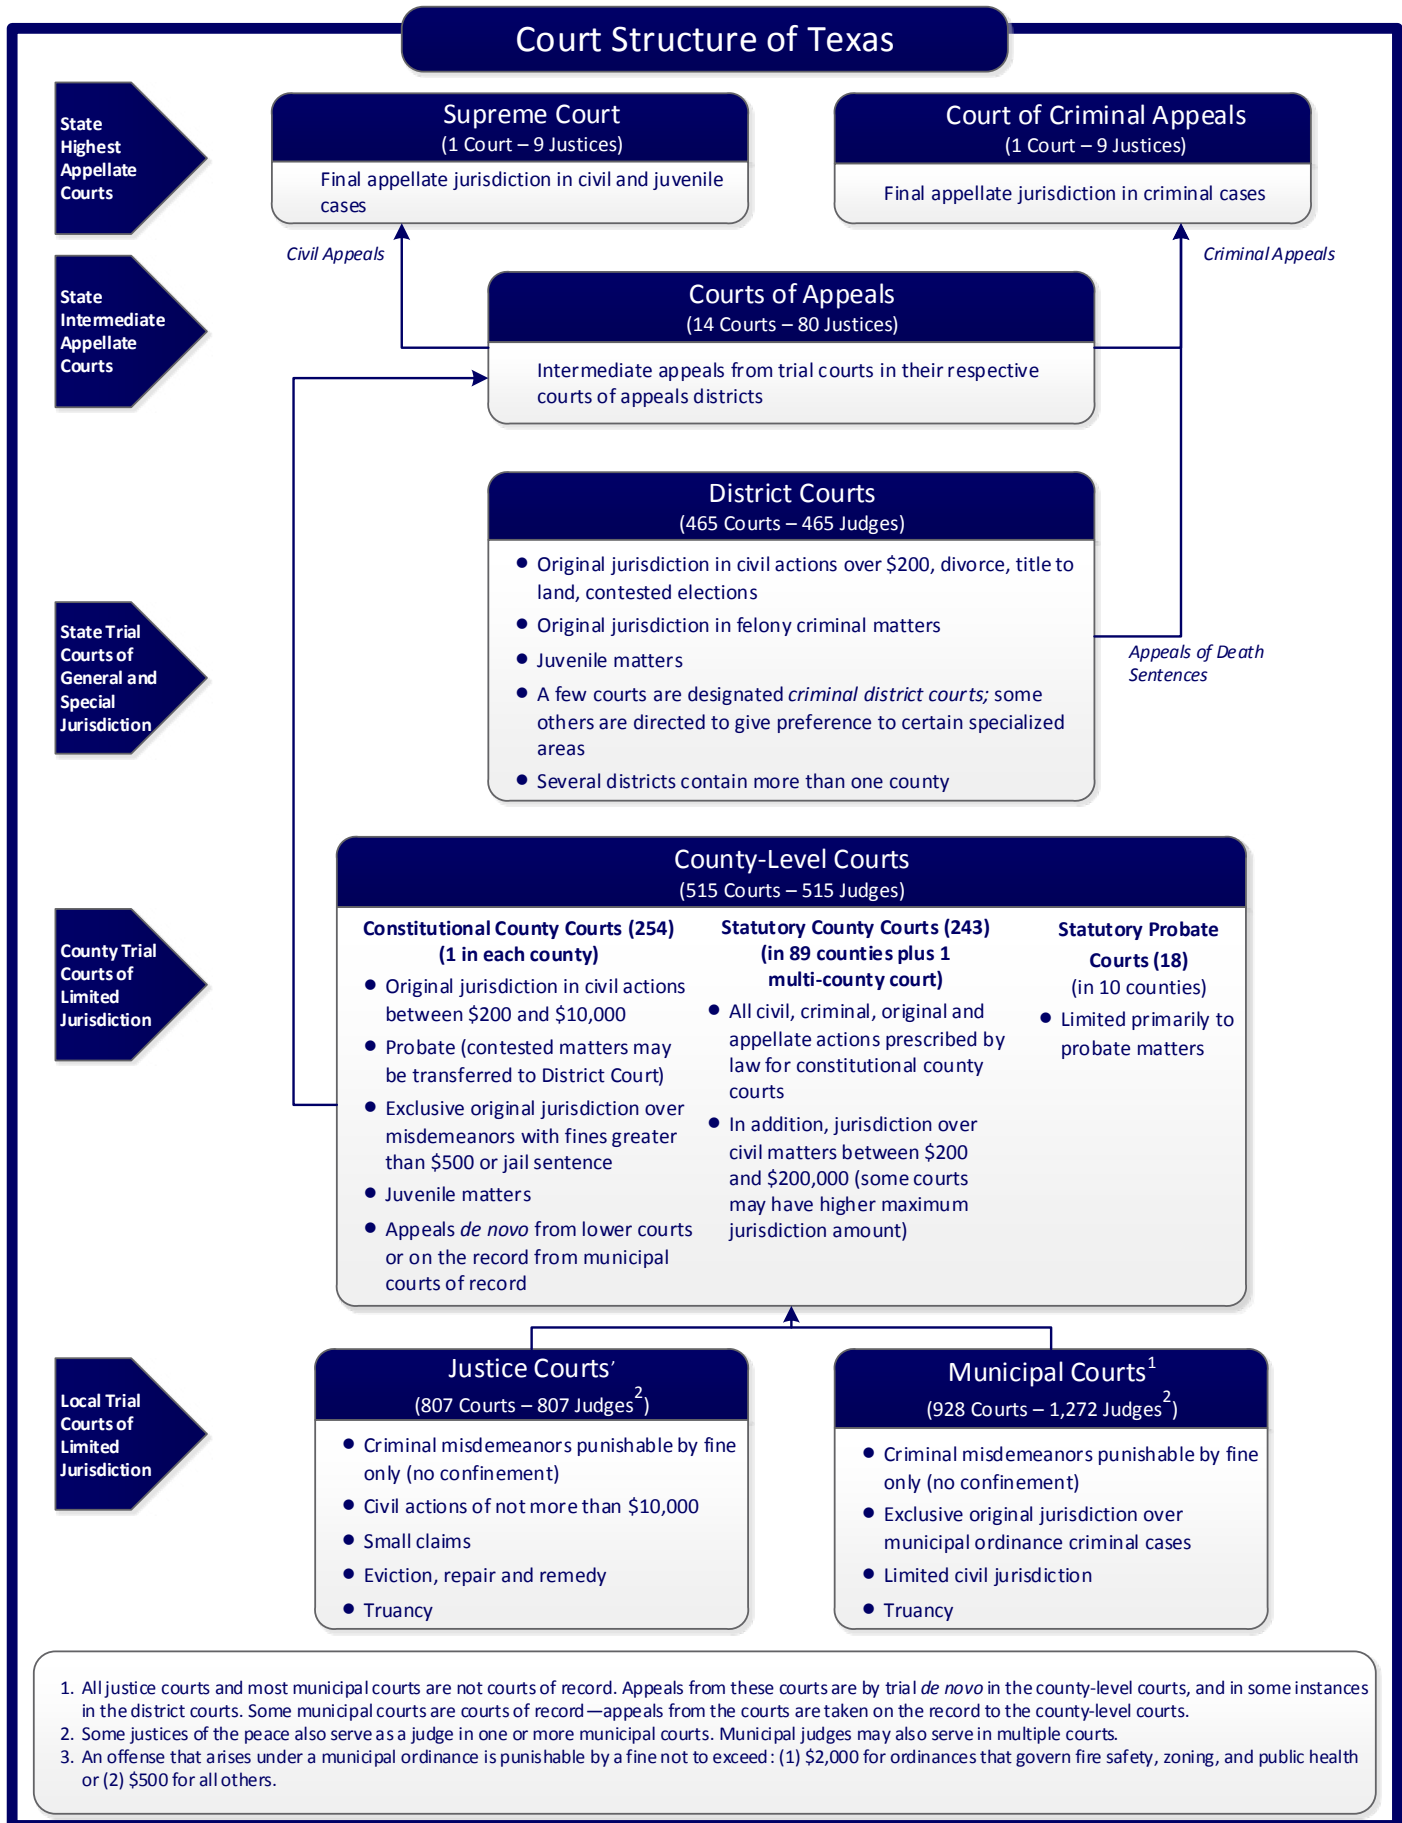 Court Structure of Texas
State
Highest
Appellate
Courts
Supreme Court
(1 Court – 9 Justices)
Final appellate jurisdiction in civil and juvenile
cases
Court of Criminal Appeals
(1 Court – 9 Justices)
Final appellate jurisdiction in criminal cases
Civil Appeals
Criminal Appeals
State
Intermediate
Appellate
Courts
Courts of Appeals
(14 Courts – 80 Justices)
Intermediate appeals from trial courts in their respective
courts of appeals districts
State Trial
Courts of
General and
Special
Jurisdiction
District Courts
(465 Courts – 465 Judges)
• Original jurisdiction in civil actions over $200, divorce, title to
land, contested elections
• Original jurisdiction in felony criminal matters
• Juvenile matters
• A few courts are designated criminal district courts; some
others are directed to give preference to certain specialized
areas
• Several districts contain more than one county
Appeals of Death
Sentences
County Trial
Courts of
Limited
Jurisdiction
County-Level Courts
(515 Courts – 515 Judges)
Constitutional County Courts (254)
(1 in each county)
• Original jurisdiction in civil actions
between $200 and $10,000
• Probate (contested matters may
be transferred to District Court)
• Exclusive original jurisdiction over
misdemeanors with fines greater
than $500 or jail sentence
• Juvenile matters
• Appeals de novo from lower courts
or on the record from municipal
courts of record
Statutory County Courts (243)
(in 89 counties plus 1
multi-county court)
• All civil, criminal, original and
appellate actions prescribed by
law for constitutional county
courts
• In addition, jurisdiction over
civil matters between $200
and $200,000 (some courts
may have higher maximum
jurisdiction amount)
Statutory Probate
Courts (18)
(in 10 counties)
• Limited primarily to
probate matters
Local Trial
Courts of
Limited
Jurisdiction
Justice Courts
(807 Courts – 807 Judges2)
• Criminal misdemeanors punishable by fine
only (no confinement)
• Civil actions of not more than $10,000
• Small claims
• Eviction, repair and remedy
• Truancy
Municipal Courts1
(928 Courts – 1,272 Judges2)
• Criminal misdemeanors punishable by fine
only (no confinement)
• Exclusive original jurisdiction over
municipal ordinance criminal cases
• Limited civil jurisdiction
• Truancy
1. All justice courts and most municipal courts are not courts of record. Appeals from these courts are by trial de novo in the county-level courts, and in some instances
in the district courts. Some municipal courts are courts of record—appeals from the courts are taken on the record to the county-level courts.
2. Some justices of the peace also serve as a judge in one or more municipal courts. Municipal judges may also serve in multiple courts.
3. An offense that arises under a municipal ordinance is punishable by a fine not to exceed: (1) $2,000 for ordinances that govern fire safety, zoning, and public health
or (2) $500 for all others.